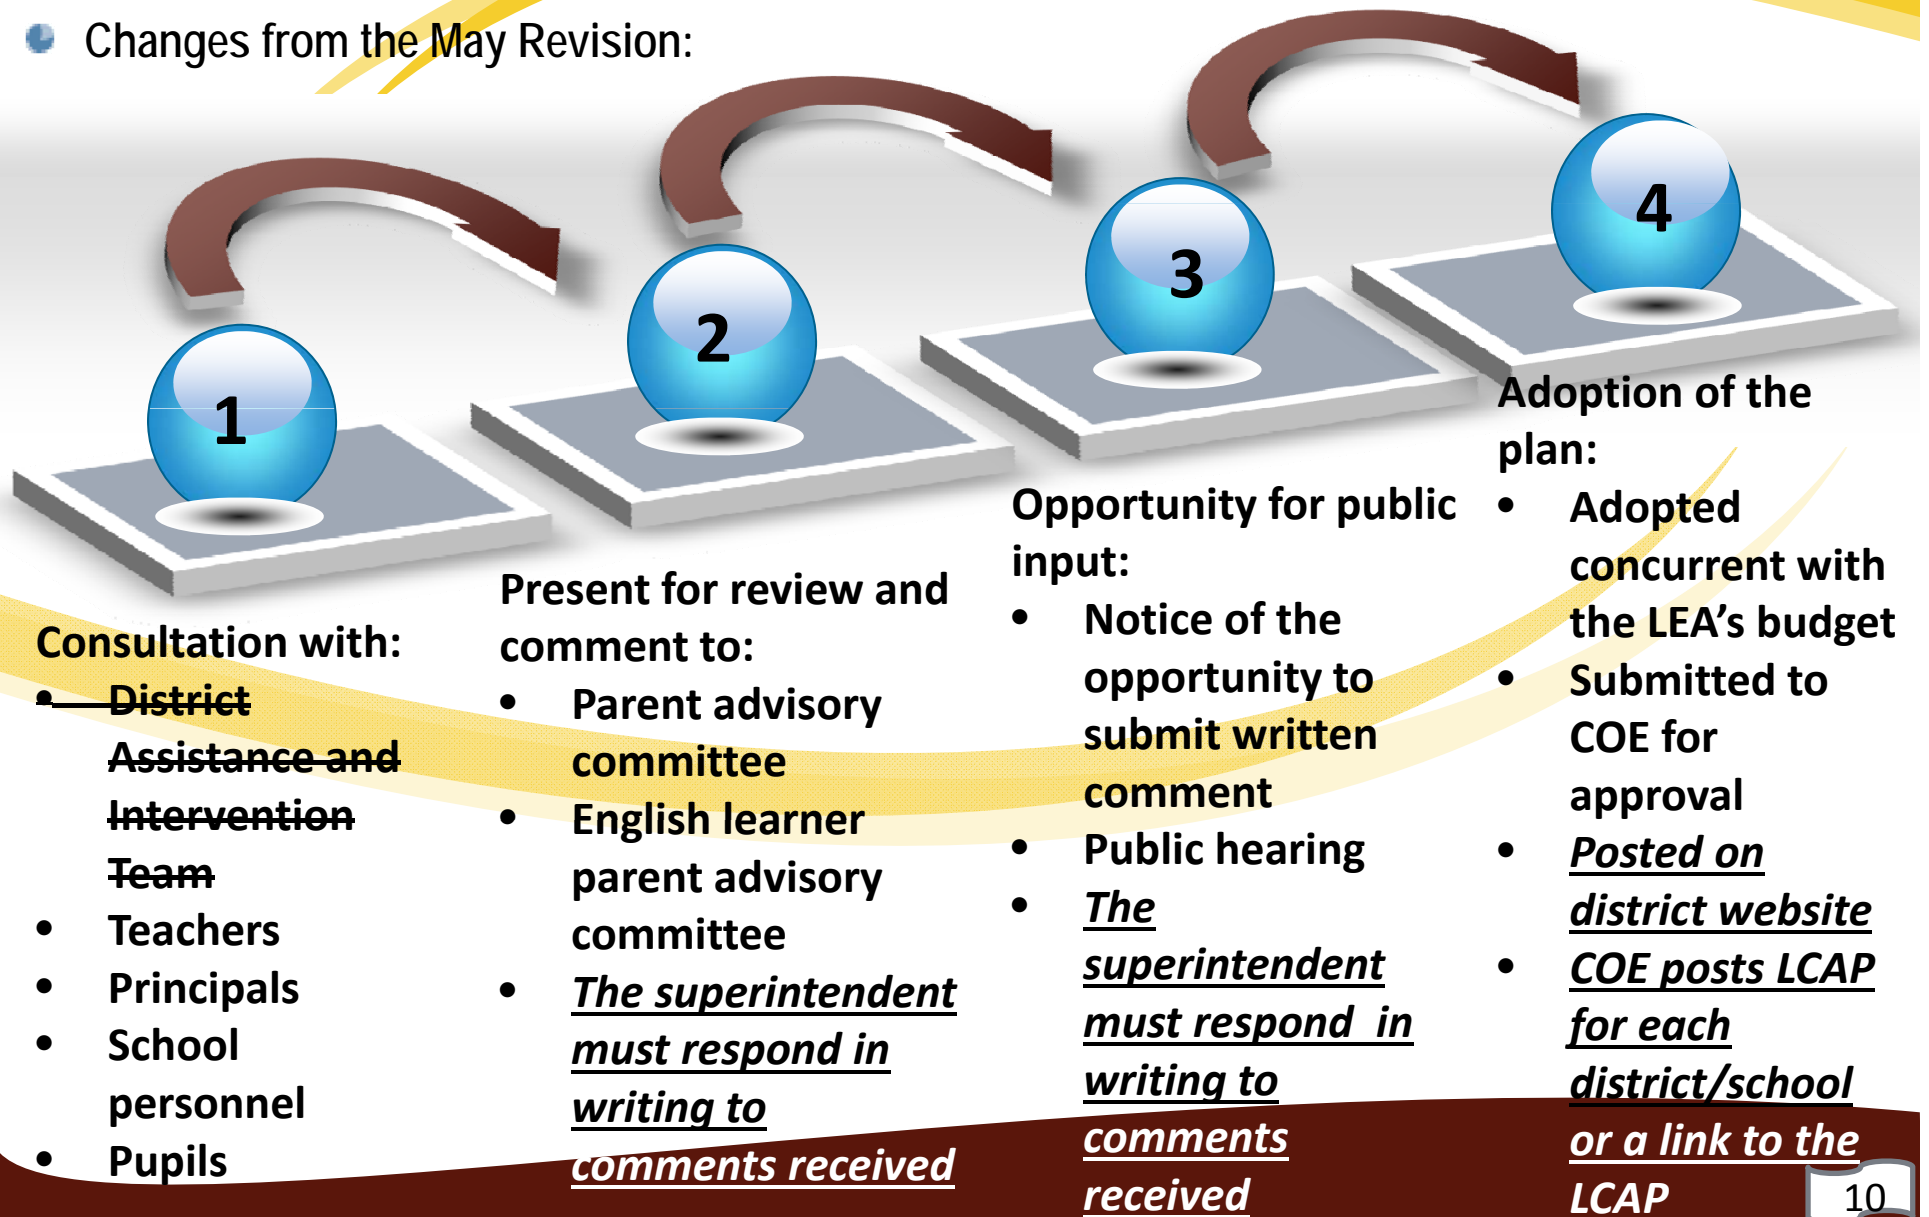 Changes from the May Revision:
1
2
3
4
Consultation with:
• District
Assistance and
Intervention
Team
• Teachers
• Principals
• School
personnel
• Pupils
Present for review and
comment to:
• Parent advisory
committee
• English learner
parent advisory
committee
• The superintendent
must respond in
writing to
comments received
Opportunity for public
input:
• Notice of the
opportunity to
submit written
comment
• Public hearing
• The
superintendent
must respond in
writing to
comments
received
Adoption of the
plan:
• Adopted
concurrent with
the LEA’s budget
• Submitted to
COE for
approval
• Posted on
district website
• COE posts LCAP
for each
district/school
or a link to the
LCAP
10